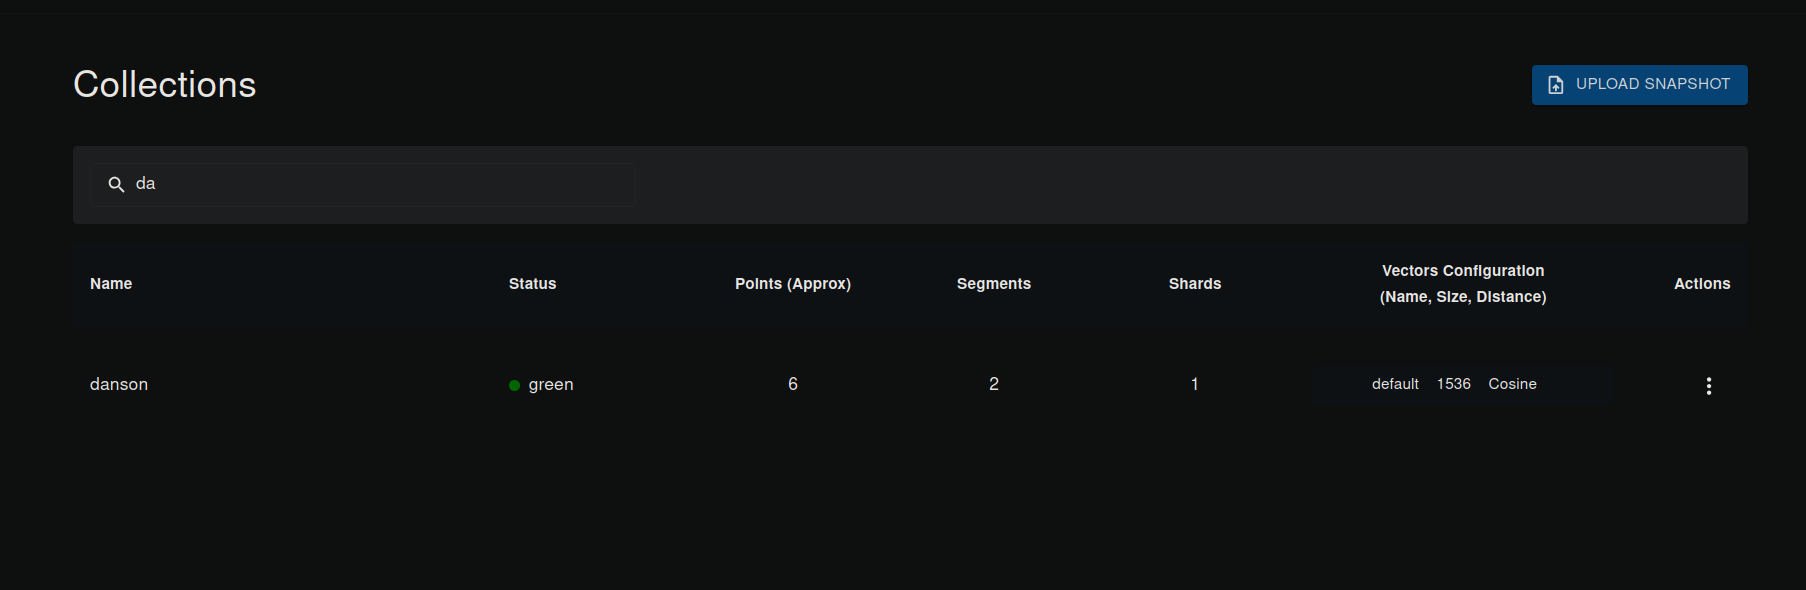 Collections
UPLOAD SNAPSHOT
da
Name Status Points (Approx) Segments Shards Vectors Configuration (Name, Size, Distance) Actions
danson green 6 2 1 default 1536 Cosine